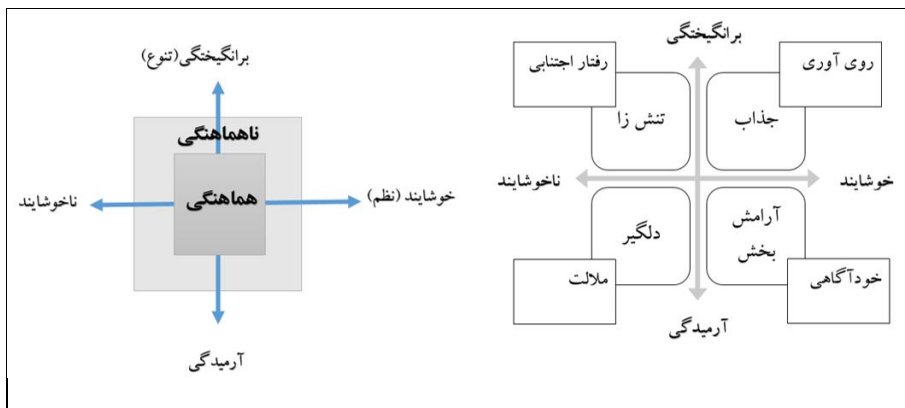 برانگیختگی
روی آوری
رفتار اجتنابی
جذاب
تنش زا
خوشایند
ناخوشایند
آرامش
بخش
دلگیر
خودآگاهی
ملالت
آرمیدگی
برانگیختگی(تنوع)
ناهماهنگی
هماهنگی
خوشایند (نظم)
ناخوشایند
آرمیدگی